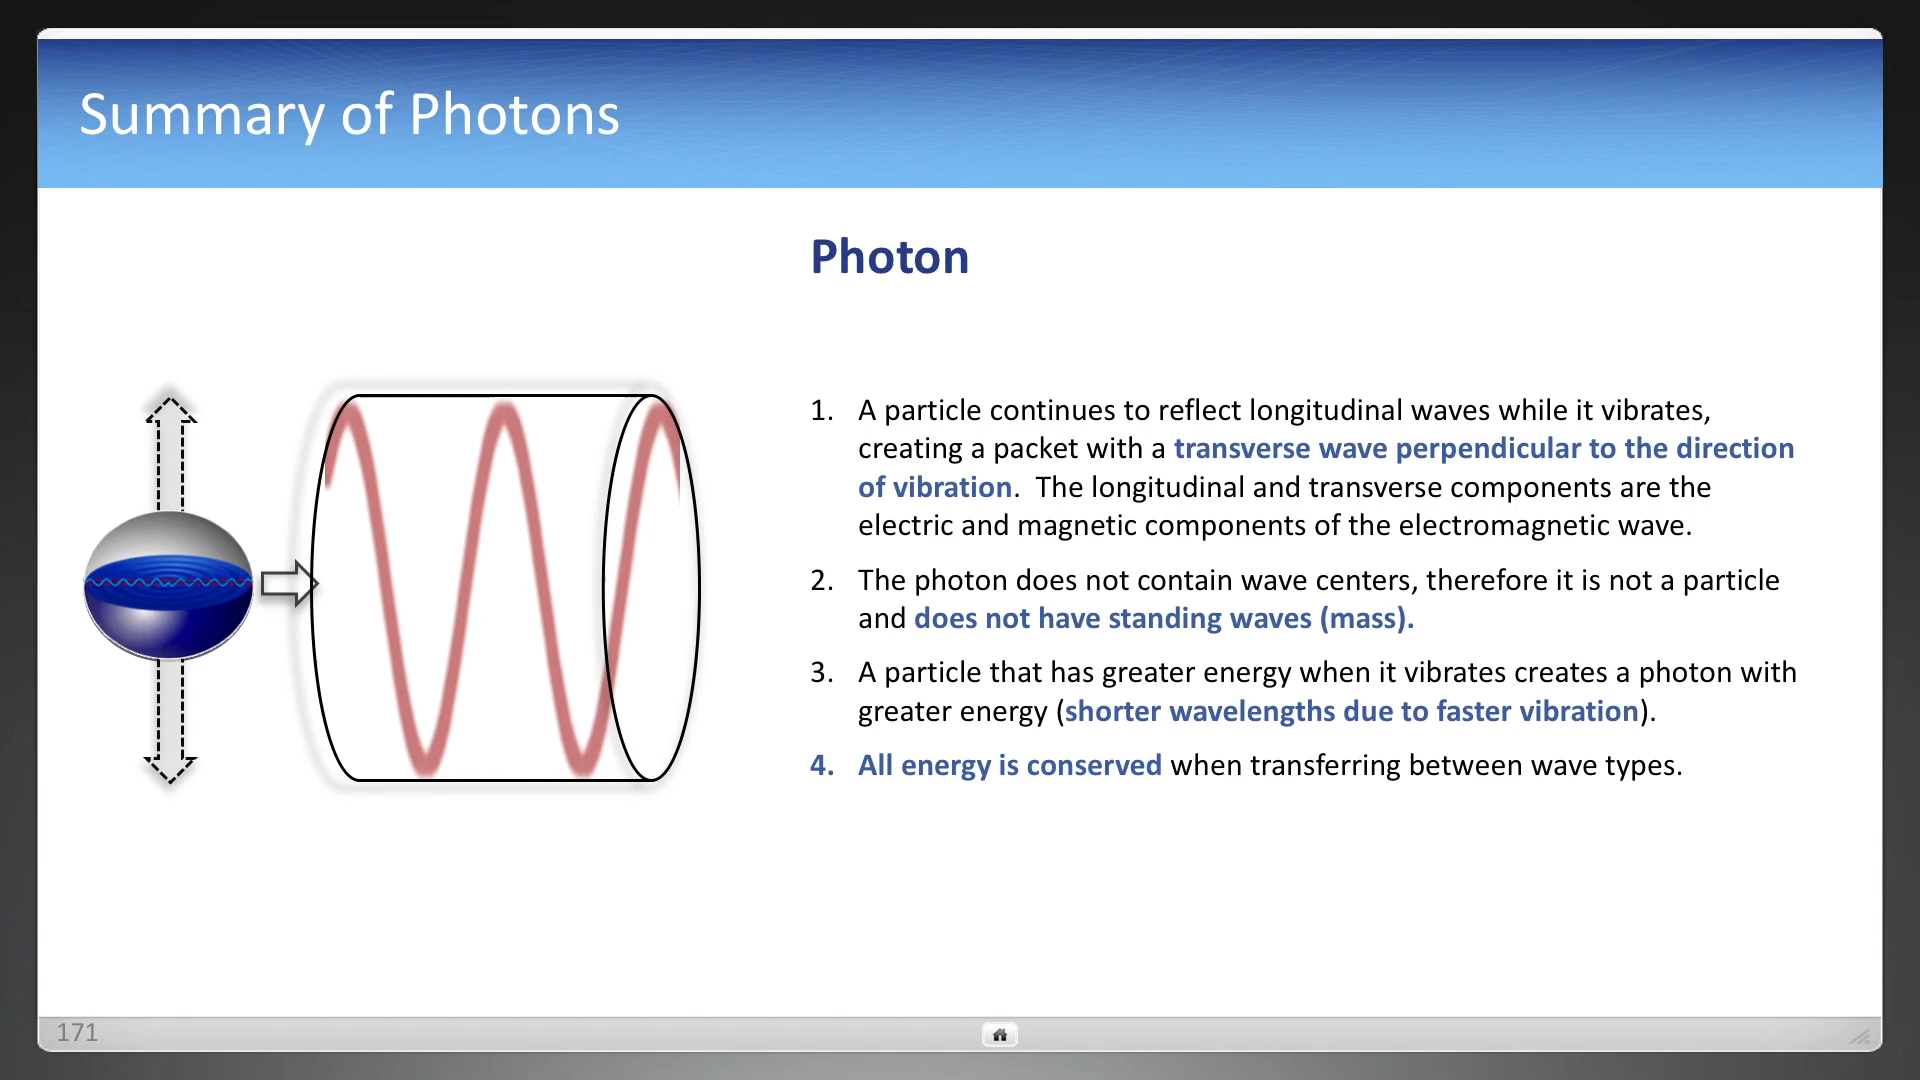 Summary of Photons
Photon
1. A particle continues to reflect longitudinal waves while it vibrates,
creating a packet with a transverse wave perpendicular to the direction
of vibration. The longitudinal and transverse components are the
electric and magnetic components of the electromagnetic wave.
2. The photon does not contain wave centers, therefore it is not a particle
and does not have standing waves (mass).
3. A particle that has greater energy when it vibrates creates a photon with
greater energy (shorter wavelengths due to faster vibration).
4. All energy is conserved when transferring between wave types.
171